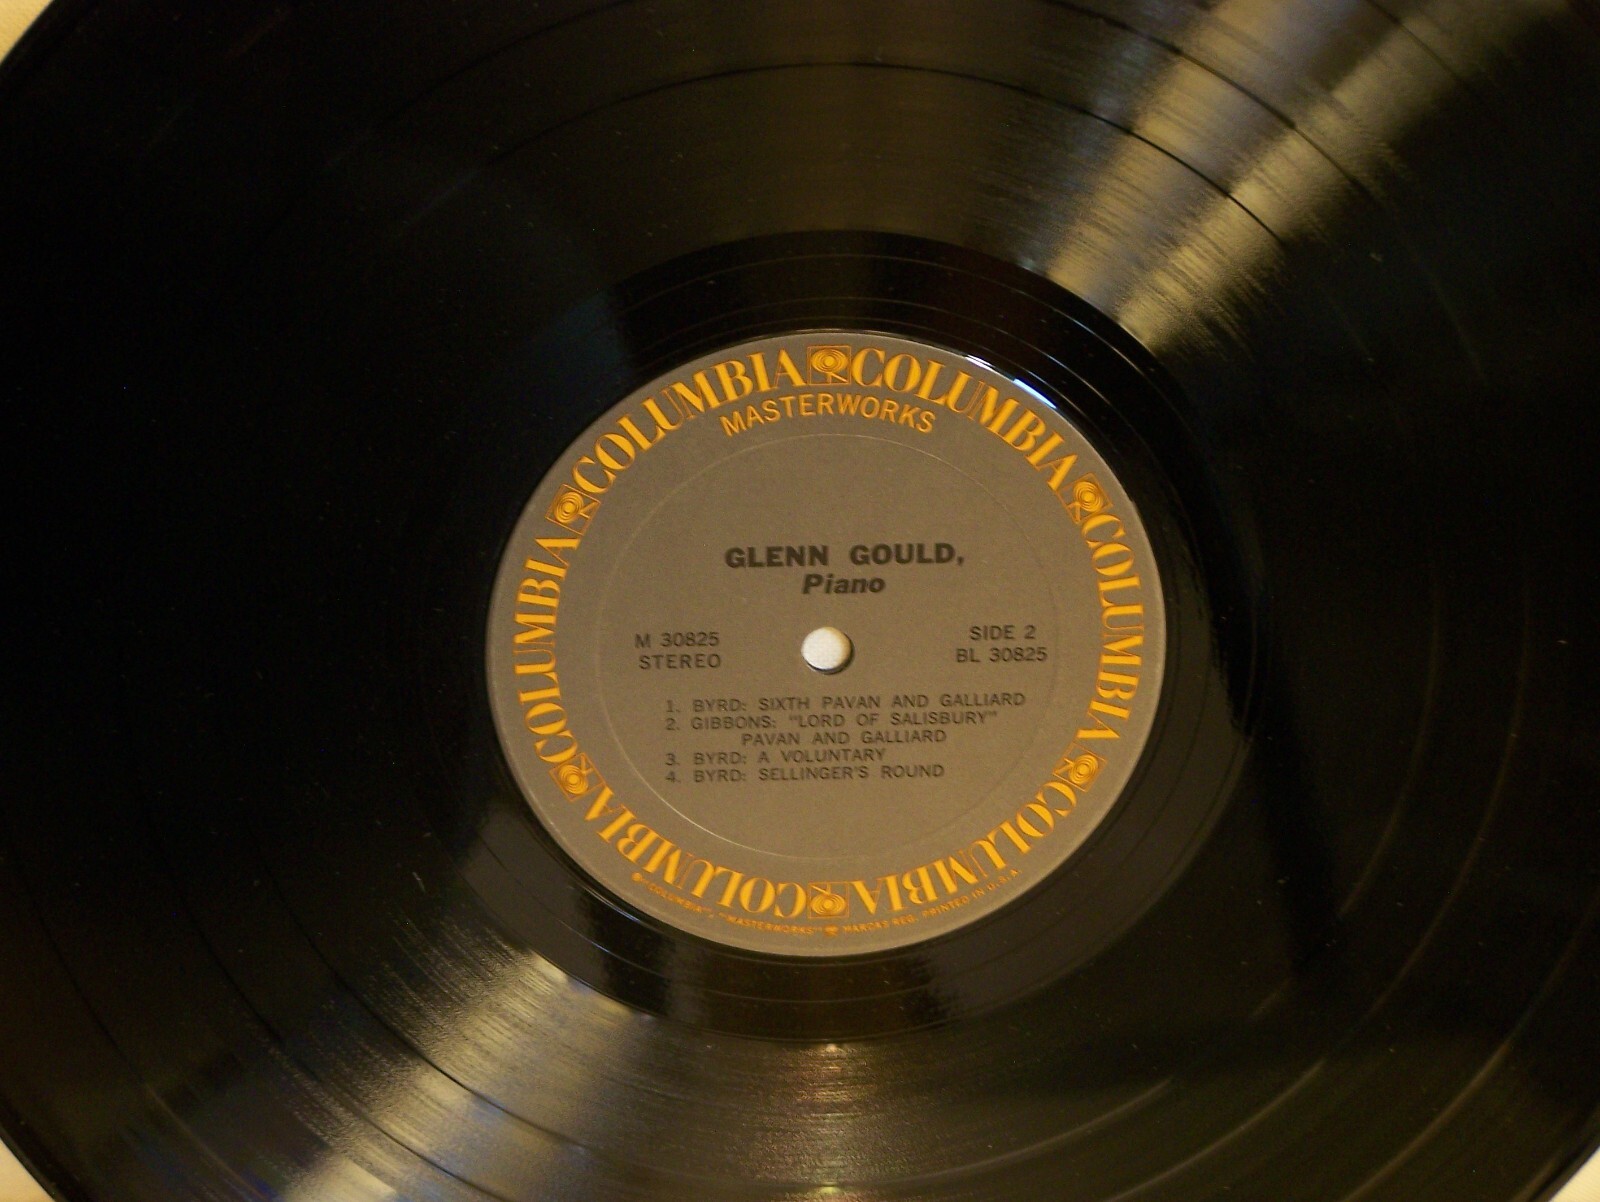 COLUMBIA COLUMBIA COLUMBIA COLUMBIA COLUMBIA COLUMBIA
MASTERWORKS
GLENN GOULD,
Piano
M 30825
STEREO
SIDE 2
BL 30825
1. BYRD: SIXTH PAVAN AND GALLIARD
2. GIBBONS: "LORD OF SALISBURY"
PAVAN AND GALLIARD
3. BYRD: A VOLUNTARY
4. BYRD: SELLINGER'S ROUND
"COLUMBIA", "MASTERWORKS", MARCAS REG. PRINTED IN U.S.A.